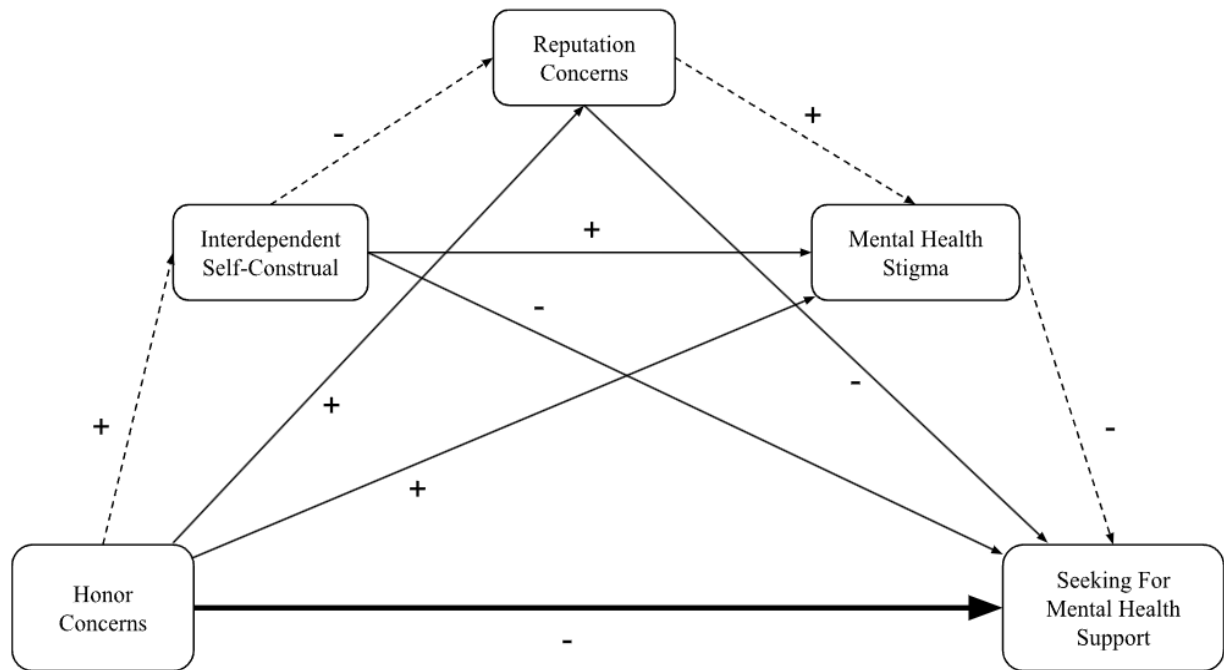 Reputation
Concerns
-
+
Interdependent
Self-Construal
+
Mental Health
Stigma
-
+
-
+
-
+
Honor
Concerns
Seeking For
Mental Health
Support
-